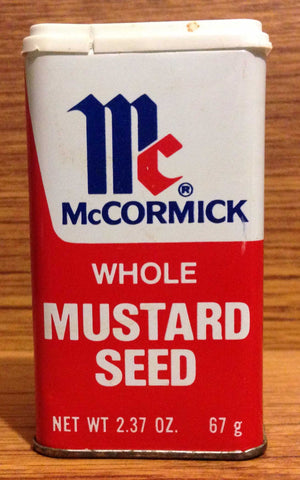 Mc
®
McCORMICK
WHOLE
MUSTARD
SEED
NET WT 2.37 OZ. 67 g